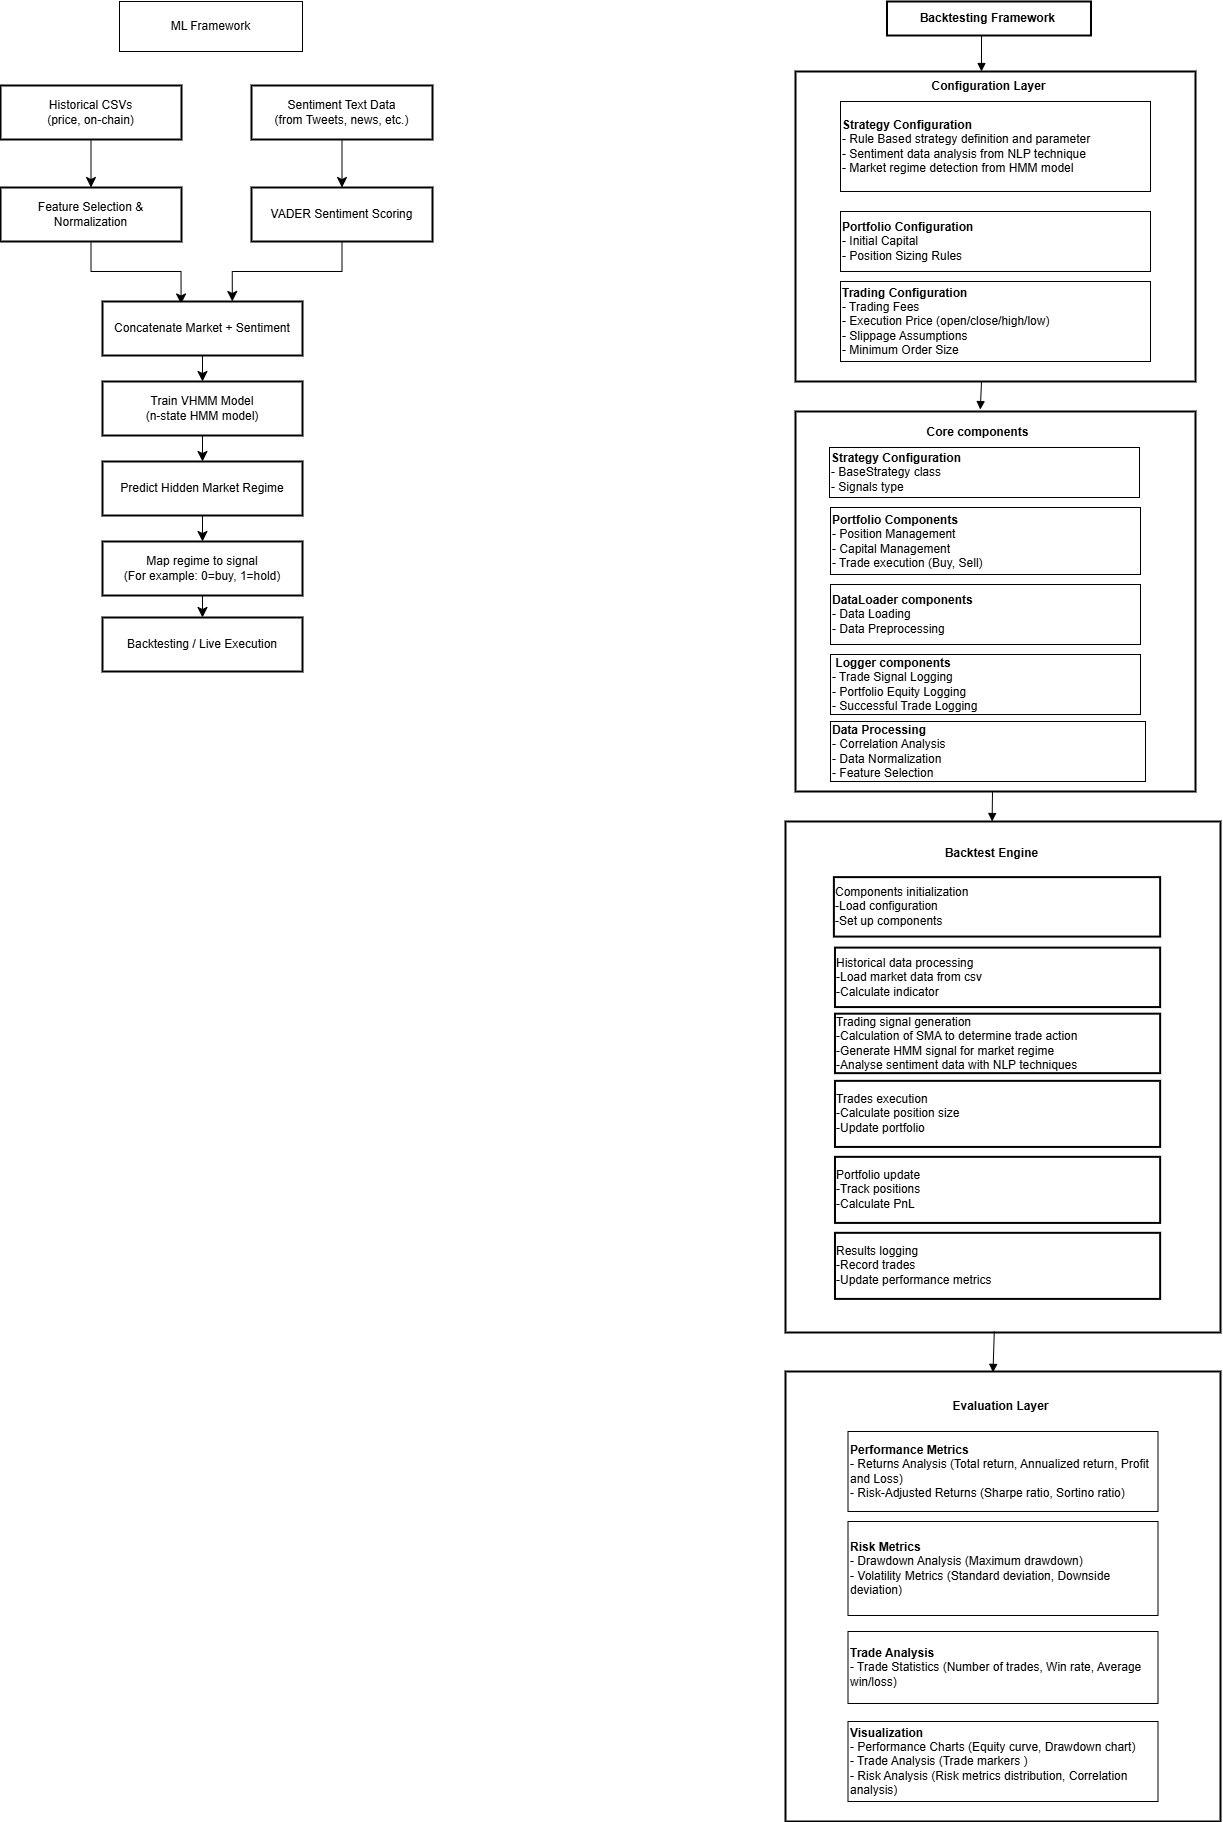 ML Framework
Historical CSVs
(price, on-chain)
Sentiment Text Data
(from Tweets, news, etc.)
Feature Selection &
Normalization
VADER Sentiment Scoring
Concatenate Market + Sentiment
Train VHMM Model
(n-state HMM model)
Predict Hidden Market Regime
Map regime to signal
(For example: 0=buy, 1=hold)
Backtesting / Live Execution
Backtesting Framework
Configuration Layer
Strategy Configuration
- Rule Based strategy definition and parameter
- Sentiment data analysis from NLP technique
- Market regime detection from HMM model
Portfolio Configuration
- Initial Capital
- Position Sizing Rules
Trading Configuration
- Trading Fees
- Execution Price (open/close/high/low)
- Slippage Assumptions
- Minimum Order Size
Core components
Strategy Configuration
- BaseStrategy class
- Signals type
Portfolio Components
- Position Management
- Capital Management
- Trade execution (Buy, Sell)
DataLoader components
- Data Loading
- Data Preprocessing
Logger components
- Trade Signal Logging
- Portfolio Equity Logging
- Successful Trade Logging
Data Processing
- Correlation Analysis
- Data Normalization
- Feature Selection
Backtest Engine
Components initialization
-Load configuration
-Set up components
Historical data processing
-Load market data from csv
-Calculate indicator
Trading signal generation
-Calculation of SMA to determine trade action
-Generate HMM signal for market regime
-Analyse sentiment data with NLP techniques
Trades execution
-Calculate position size
-Update portfolio
Portfolio update
-Track positions
-Calculate PnL
Results logging
-Record trades
-Update performance metrics
Evaluation Layer
Performance Metrics
- Returns Analysis (Total return, Annualized return, Profit
and Loss)
- Risk-Adjusted Returns (Sharpe ratio, Sortino ratio)
Risk Metrics
- Drawdown Analysis (Maximum drawdown)
- Volatility Metrics (Standard deviation, Downside
deviation)
Trade Analysis
- Trade Statistics (Number of trades, Win rate, Average
win/loss)
Visualization
- Performance Charts (Equity curve, Drawdown chart)
- Trade Analysis (Trade markers )
- Risk Analysis (Risk metrics distribution, Correlation
analysis)